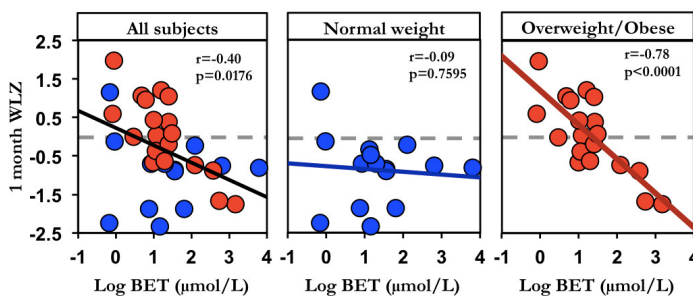 All subjects
Normal weight
Overweight/Obese
r=-0.40
p=0.0176
r=-0.09
p=0.7595
r=-0.78
p<0.0001
1 month WLZ
2.5
1.5
0.5
-0.5
-1.5
-2.5
-1 0 1 2 3 4
-1 0 1 2 3 4
-1 0 1 2 3 4
Log BET (μmol/L)
Log BET (μmol/L)
Log BET (μmol/L)